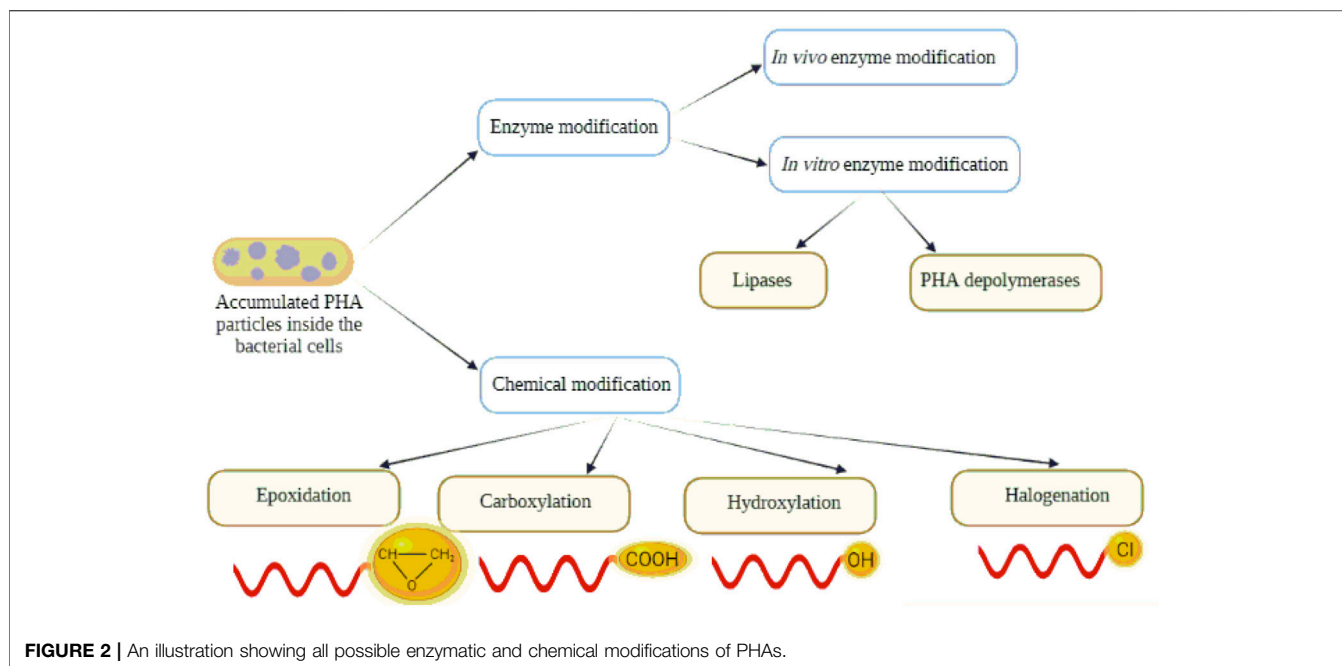 In vivo enzyme modification
Enzyme modification
In vitro enzyme modification
Lipases
PHA depolymerases
Accumulated PHA
particles inside the
bacterial cells
Chemical modification
Epoxidation
Carboxylation
Hydroxylation
Halogenation
CH CH₂
O
COOH
OH
Cl
FIGURE 2 | An illustration showing all possible enzymatic and chemical modifications of PHAs.